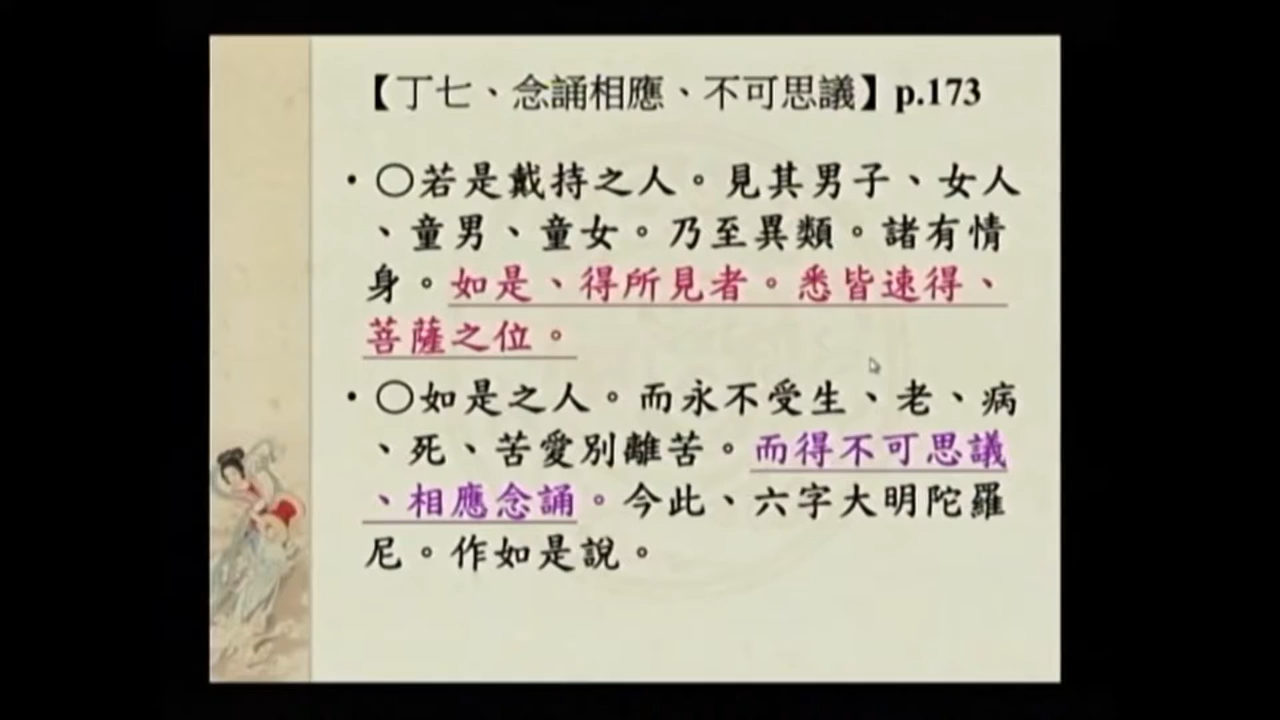 【丁七、念誦相應、不可思議】p.173
•〇若是戴持之人。見其男子、女人
、童男、童女。乃至異類。諸有情
身。如是、得所見者。悉皆速得、
菩薩之位。
•〇如是之人。而永不受生、老、病
、死、苦愛別離苦。而得不可思議
、相應念誦。今此、六字大明陀羅
尼。作如是說。